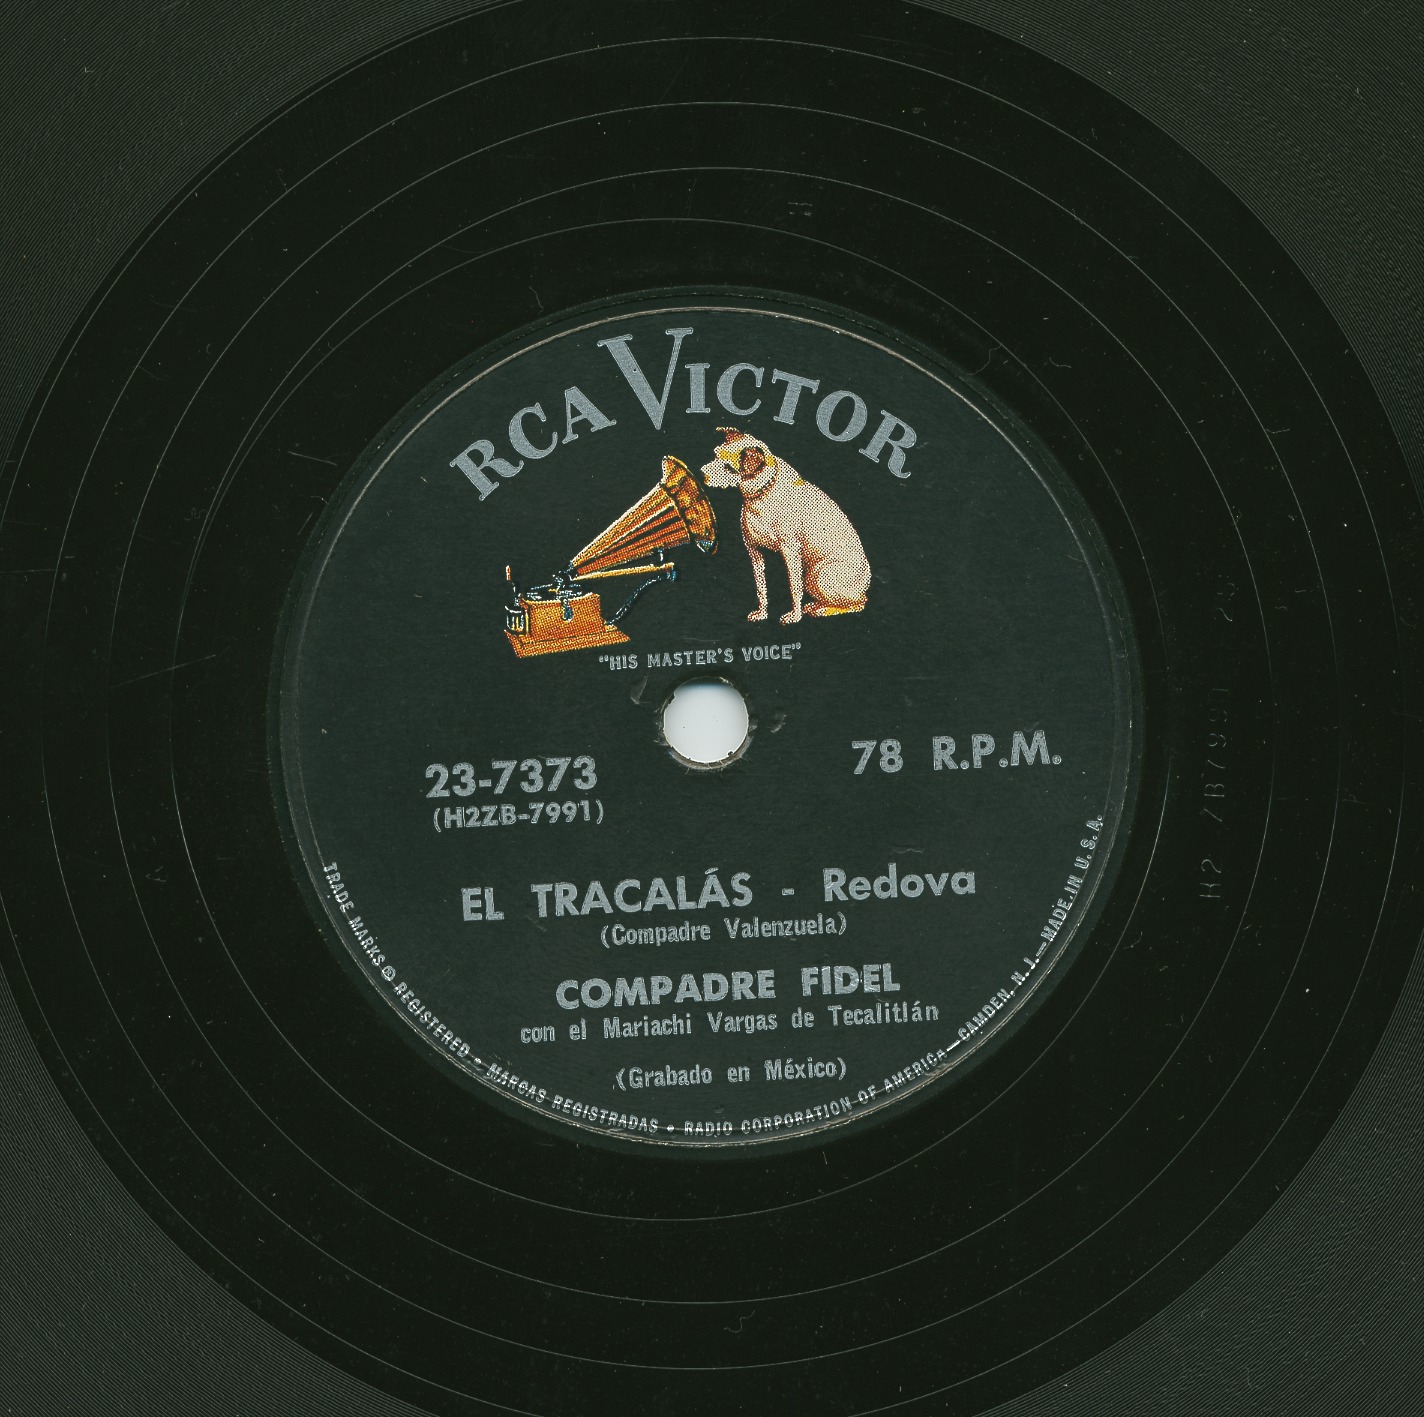 RCA VICTOR
"HIS MASTER'S VOICE"
23-7373
(H2ZB-7991)
78 R.P.M.
EL TRACALÁS - Redova
(Compadre Valenzuela)
COMPADRE FIDEL
con el Mariachi Vargas de Tecalitlán
(Grabado en México)
TRADE MARKS ® REGISTERED • MARCAS REGISTRADAS • RADIO CORPORATION OF AMERICA—CAMDEN, N.J.—MADE IN U.S.A.